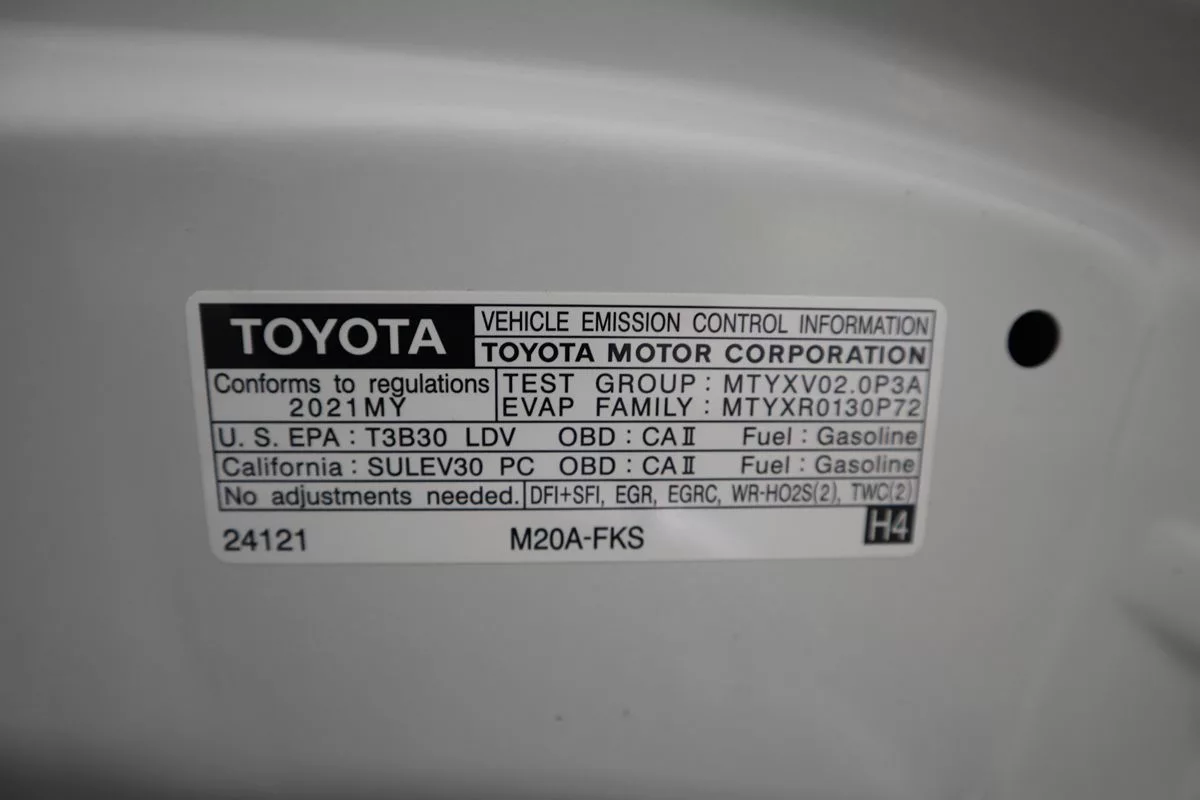 TOYOTA
VEHICLE EMISSION CONTROL INFORMATION
TOYOTA MOTOR CORPORATION
Conforms to regulations
2021MY
TEST GROUP : MTYXV02.0P3A
EVAP FAMILY : MTYXR0130P72
U. S. EPA : T3B30 LDV OBD : CAⅡ Fuel : Gasoline
California : SULEV30 PC OBD : CAⅡ Fuel : Gasoline
No adjustments needed. DFI+SFI, EGR, EGRC, WR-HO2S(2), TWC(2)
24121 M20A-FKS H4